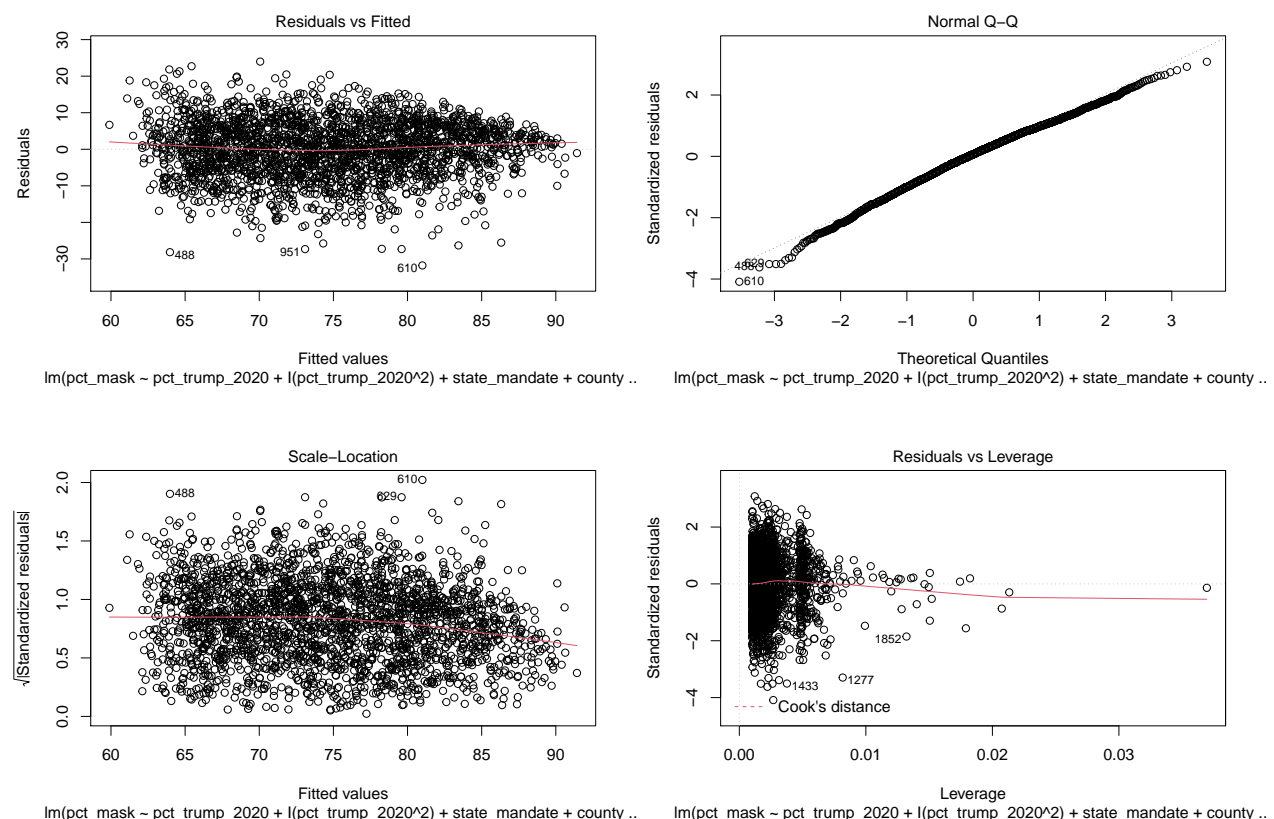 Residuals vs Fitted
30
20
10
0
−10
−30
Residuals
488
951
610
60 65 70 75 80 85 90
Fitted values
lm(pct_mask ~ pct_trump_2020 + I(pct_trump_2020^2) + state_mandate + county ..
Normal Q−Q
2
0
−2
−4
Standardized residuals
629
488
610
−3 −2 −1 0 1 2 3
Theoretical Quantiles
lm(pct_mask ~ pct_trump_2020 + I(pct_trump_2020^2) + state_mandate + county ..
Scale−Location
2.0
1.5
1.0
0.5
0.0
√|Standardized residuals|
610
488
629
60 65 70 75 80 85 90
Fitted values
lm(pct_mask ~ pct_trump_2020 + I(pct_trump_2020^2) + state_mandate + county ..
Residuals vs Leverage
2
0
−2
−4
Standardized residuals
1852
1277
1433
Cook's distance
0.00 0.01 0.02 0.03
Leverage
lm(pct_mask ~ pct_trump_2020 + I(pct_trump_2020^2) + state_mandate + county ..